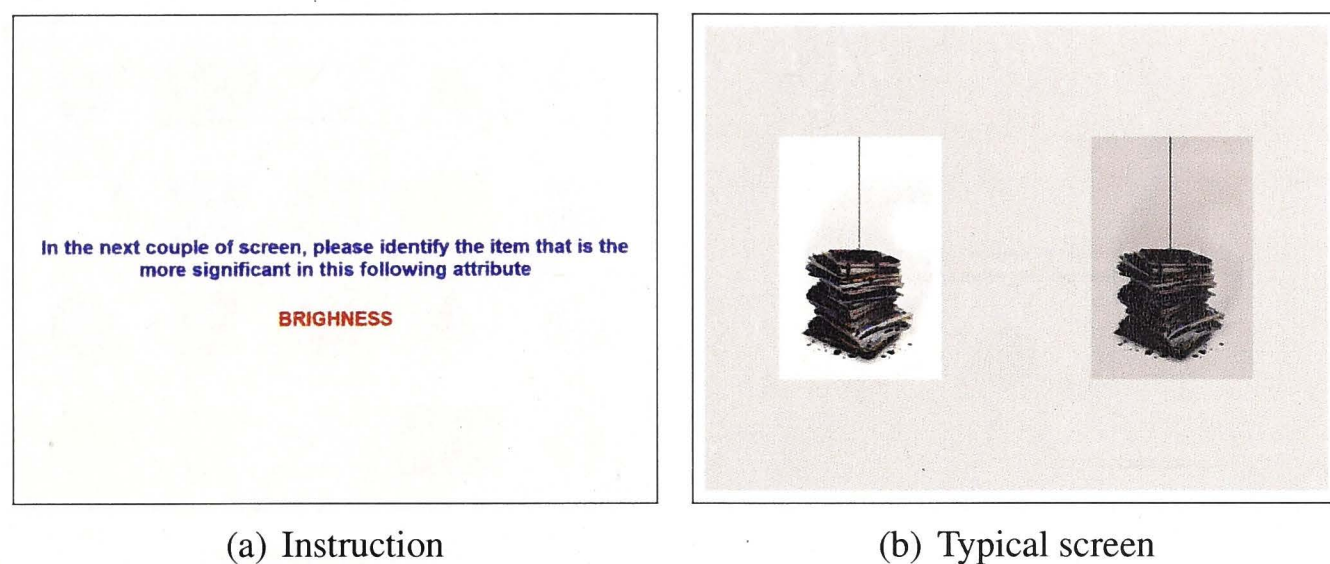 In the next couple of screen, please identify the item that is the
more significant in this following attribute
BRIGHNESS
(a) Instruction
(b) Typical screen